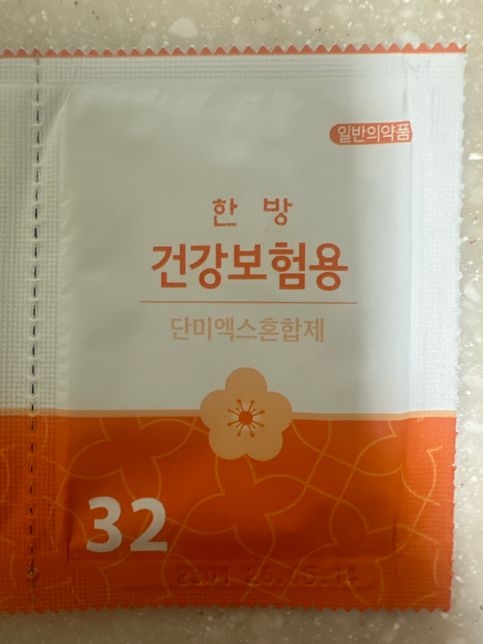 일반의약품
한 방
건강보험용
단미엑스혼합제
32